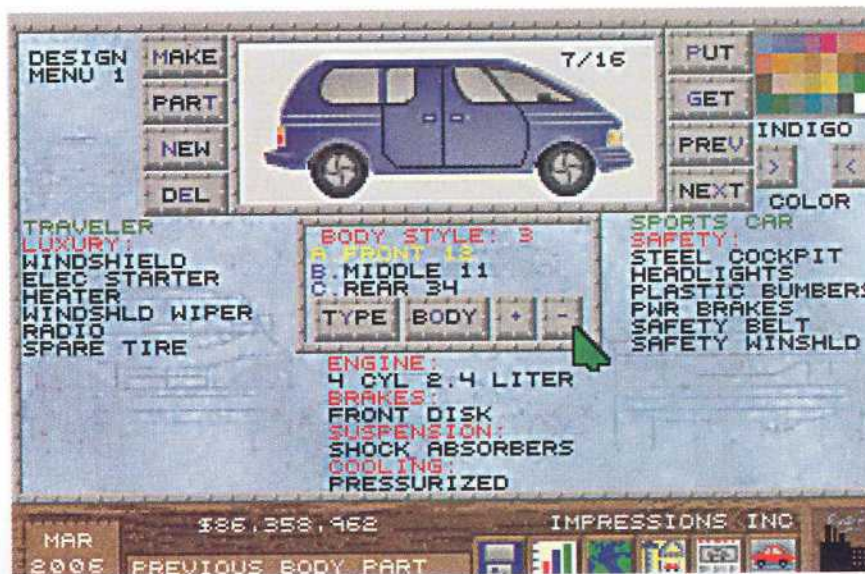 DESIGN
MENU 1
MAKE
PART
NEW
DEL
7/16
PUT
GET
PREV
NEXT
INDIGO
>
<
COLOR
TRAVELER
LUXURY:
WINDSHIELD
ELEC STARTER
HEATER
WINDSHLD WIPER
RADIO
SPARE TIRE
BODY STYLE: 3
A.FRONT 13
B.MIDDLE 11
C.REAR 34
TYPE BODY + -
ENGINE:
4 CYL 2.4 LITER
BRAKES:
FRONT DISK
SUSPENSION:
SHOCK ABSORBERS
COOLING:
PRESSURIZED
SPORTS CAR
SAFETY:
STEEL COCKPIT
HEADLIGHTS
PLASTIC BUMBERS
PWR BRAKES
SAFETY BELT
SAFETY WINSHLD
MAR
2006
$86,358,962
IMPRESSIONS INC
PREVIOUS BODY PART